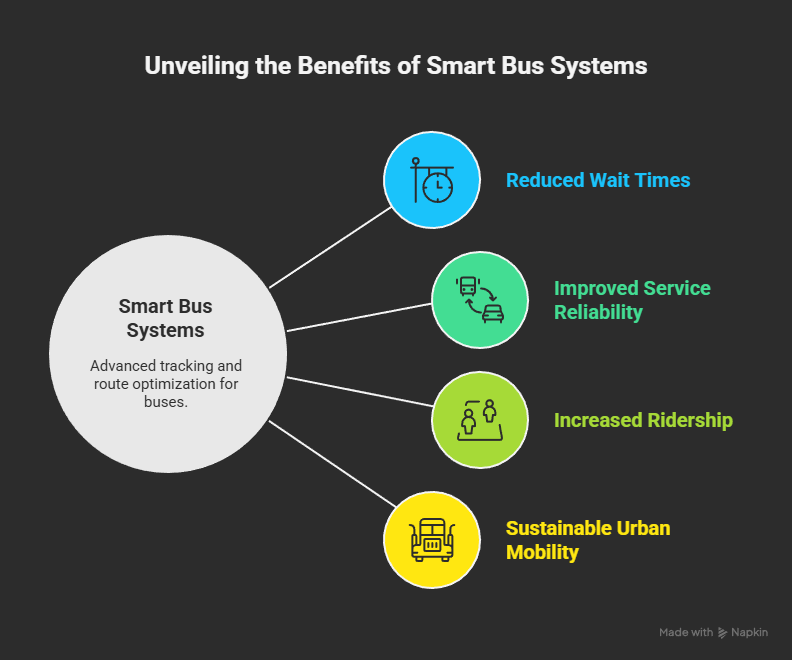 Unveiling the Benefits of Smart Bus Systems
Reduced Wait Times
Smart Bus
Systems
Advanced tracking and
route optimization for
buses.
Improved Service
Reliability
Increased Ridership
Sustainable Urban
Mobility
Made with Napkin